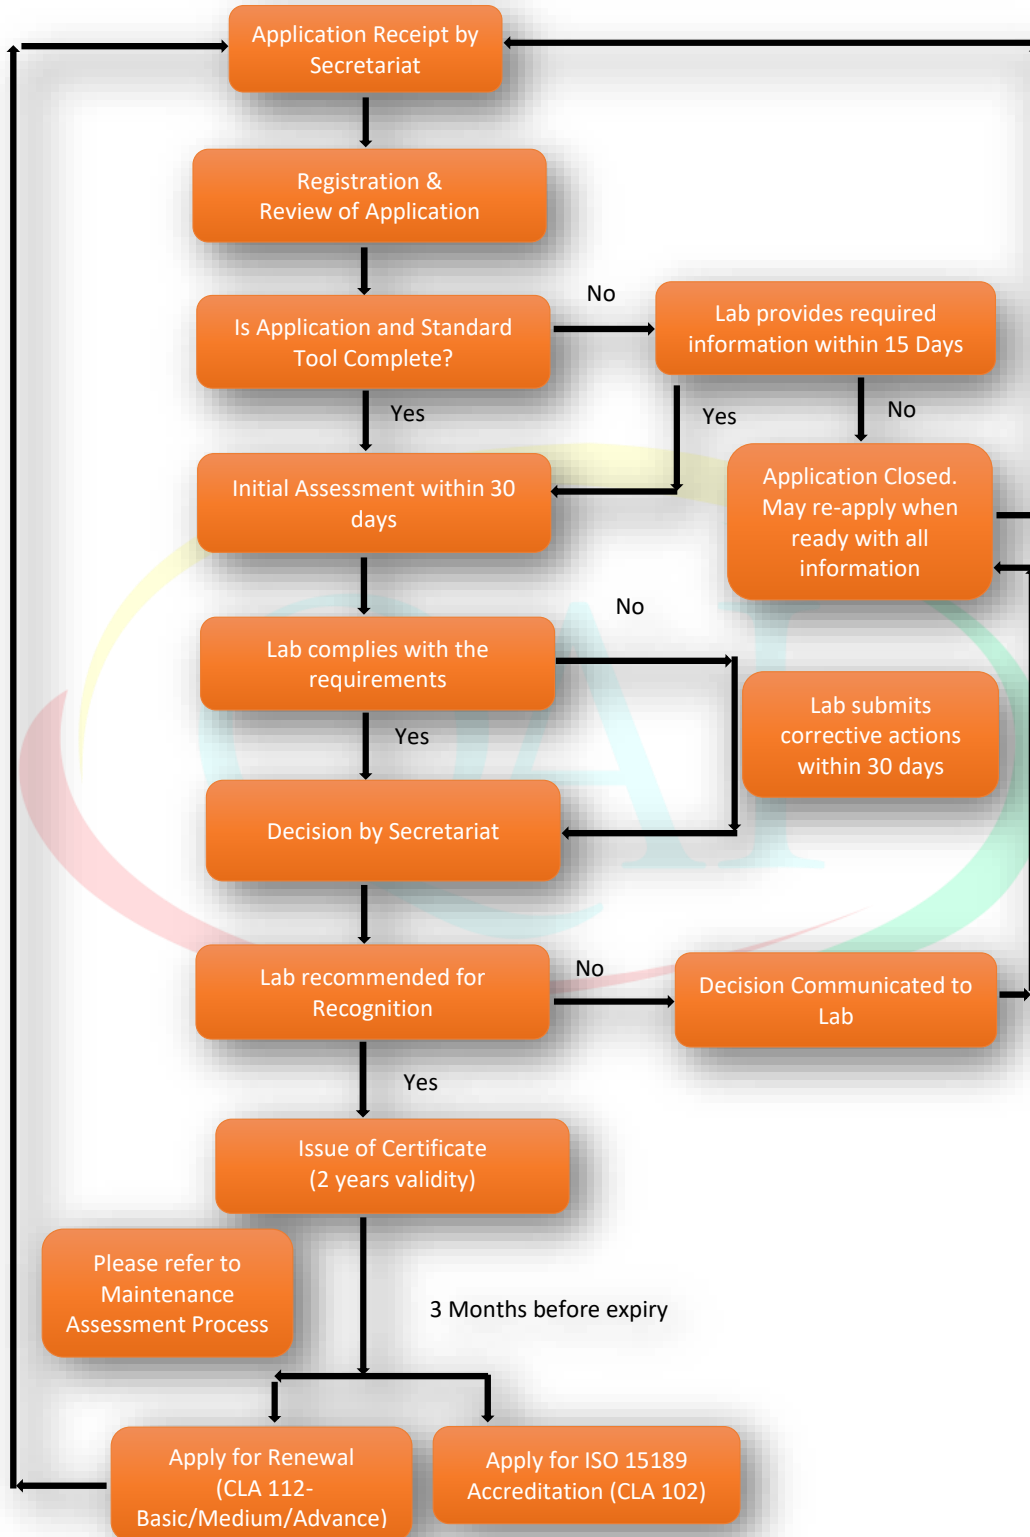 Application Receipt by
Secretariat
Registration &
Review of Application
Is Application and Standard
Tool Complete?
No
Lab provides required
information within 15 Days
Yes
Yes
No
Initial Assessment within 30
days
Application Closed.
May re-apply when
ready with all
information
Lab complies with the
requirements
No
Yes
Lab submits
corrective actions
within 30 days
Decision by Secretariat
Lab recommended for
Recognition
No
Decision Communicated to
Lab
Yes
Issue of Certificate
(2 years validity)
Please refer to
Maintenance
Assessment Process
3 Months before expiry
Apply for Renewal
(CLA 112-
Basic/Medium/Advance)
Apply for ISO 15189
Accreditation (CLA 102)
QAI